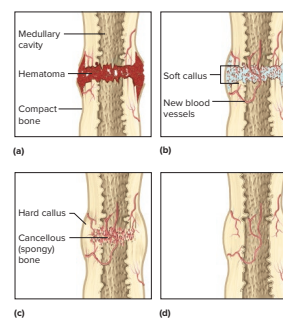 Medullary
cavity
Hematoma
Compact
bone
(a)
Soft callus
New blood
vessels
(b)
Hard callus
Cancellous
(spongy)
bone
(c)
(d)